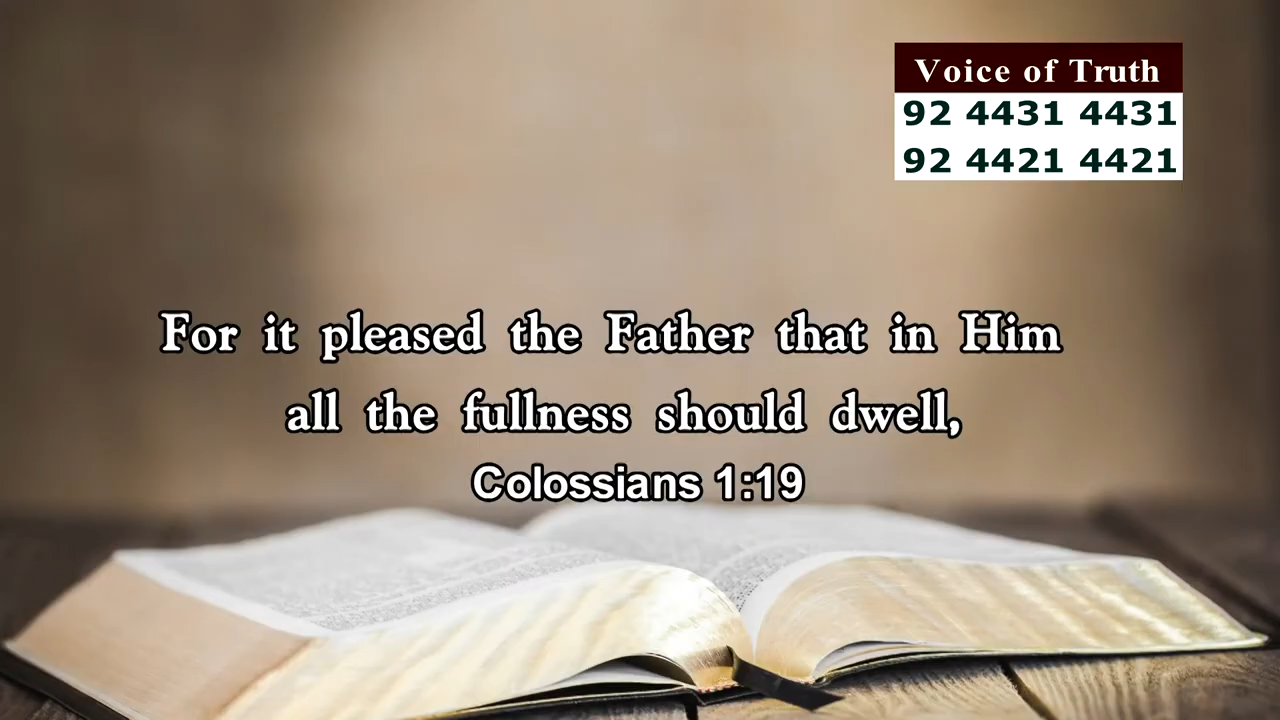 Voice of Truth
92 4431 4431
92 4421 4421
For it pleased the Father that in Him
all the fullness should dwell,
Colossians 1:19